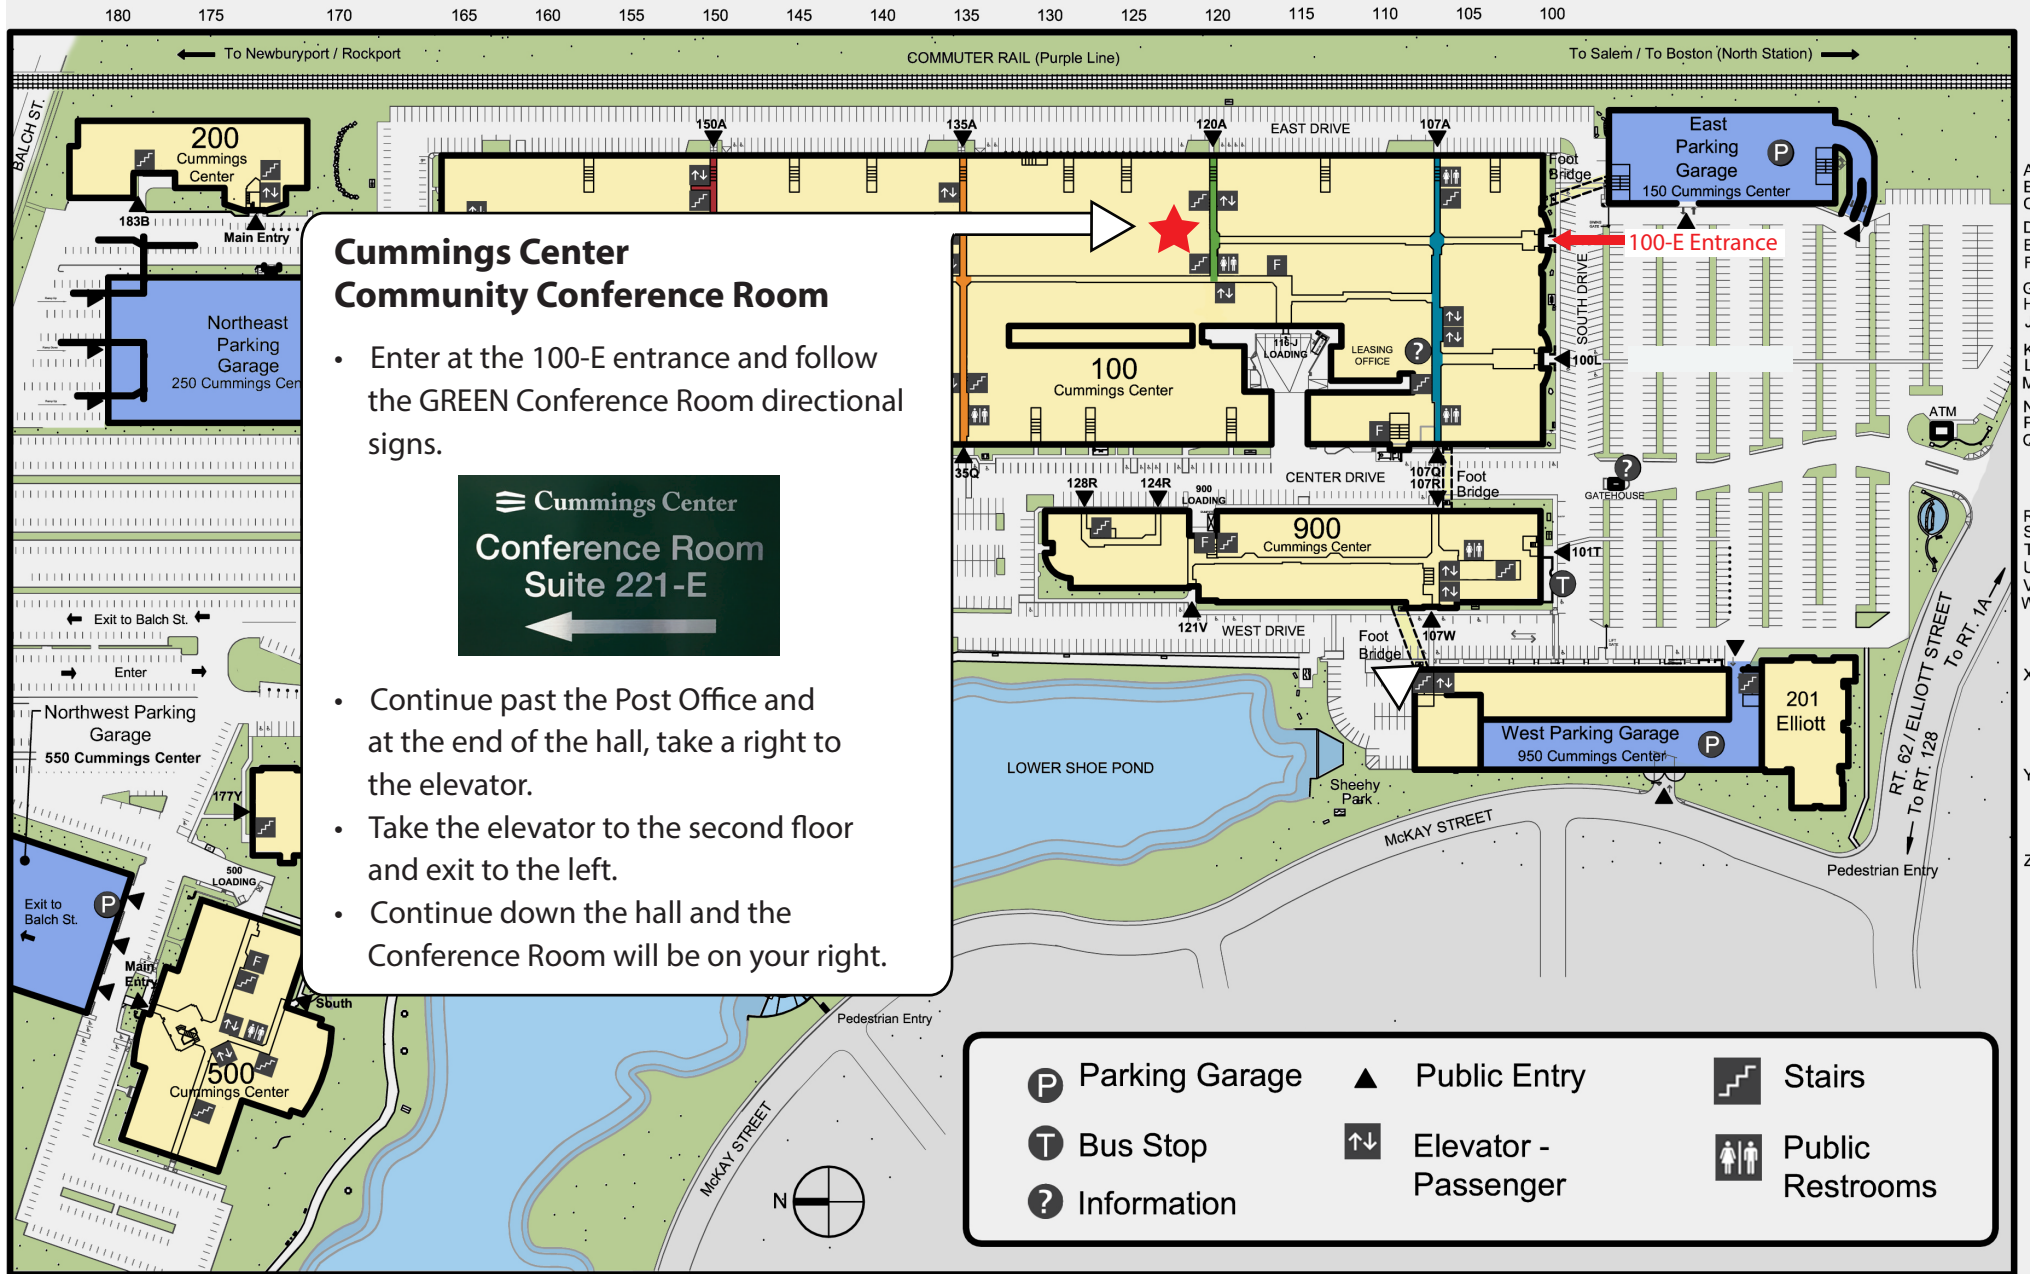 180 175 170 165 160 155 150 145 140 135 130 125 120 115 110 105 100
To Newburyport / Rockport
COMMUTER RAIL (Purple Line)
To Salem / To Boston (North Station)
BALCH ST.
200
Cummings
Center
183B
Main Entry
150A
135A
120A
EAST DRIVE
107A
Foot
Bridge
East
Parking
Garage
150 Cummings Center
P
100-E Entrance
SOUTH DRIVE
A
E
C
D
E
F
G
H
J
K
L
M
N
P
Q
R
S
T
U
V
W
X
Y
Z
Northeast
Parking
Garage
250 Cummings Cen
Cummings Center
Community Conference Room
• Enter at the 100-E entrance and follow
the GREEN Conference Room directional
signs.
Cummings Center
Conference Room
Suite 221-E
• Continue past the Post Office and
at the end of the hall, take a right to
the elevator.
• Take the elevator to the second floor
and exit to the left.
• Continue down the hall and the
Conference Room will be on your right.
F
116-J
LOADING
LEASING
OFFICE
?
100
Cummings Center
100L
F
ATM
35Q
CENTER DRIVE
107Q
107R
Foot
Bridge
?
GATEHOUSE
128R
124R
900
LOADING
900
Cummings Center
F
101T
T
121V
WEST DRIVE
107W
Foot
Bridge
Exit to Balch St.
Enter
Northwest Parking
Garage
550 Cummings Center
177Y
500
LOADING
Exit to
Balch St.
P
Main
Entry
F
South
500
Cummings Center
LOWER SHOE POND
Sheehy
Park
West Parking Garage
950 Cummings Center
P
201
Elliott
RT. 62 / ELLIOTT STREET
To RT. 1A
To RT. 128
McKAY STREET
Pedestrian Entry
Pedestrian Entry
McKAY STREET
N
P Parking Garage
Public Entry
Stairs
T Bus Stop
Elevator -
Passenger
Public
Restrooms
? Information